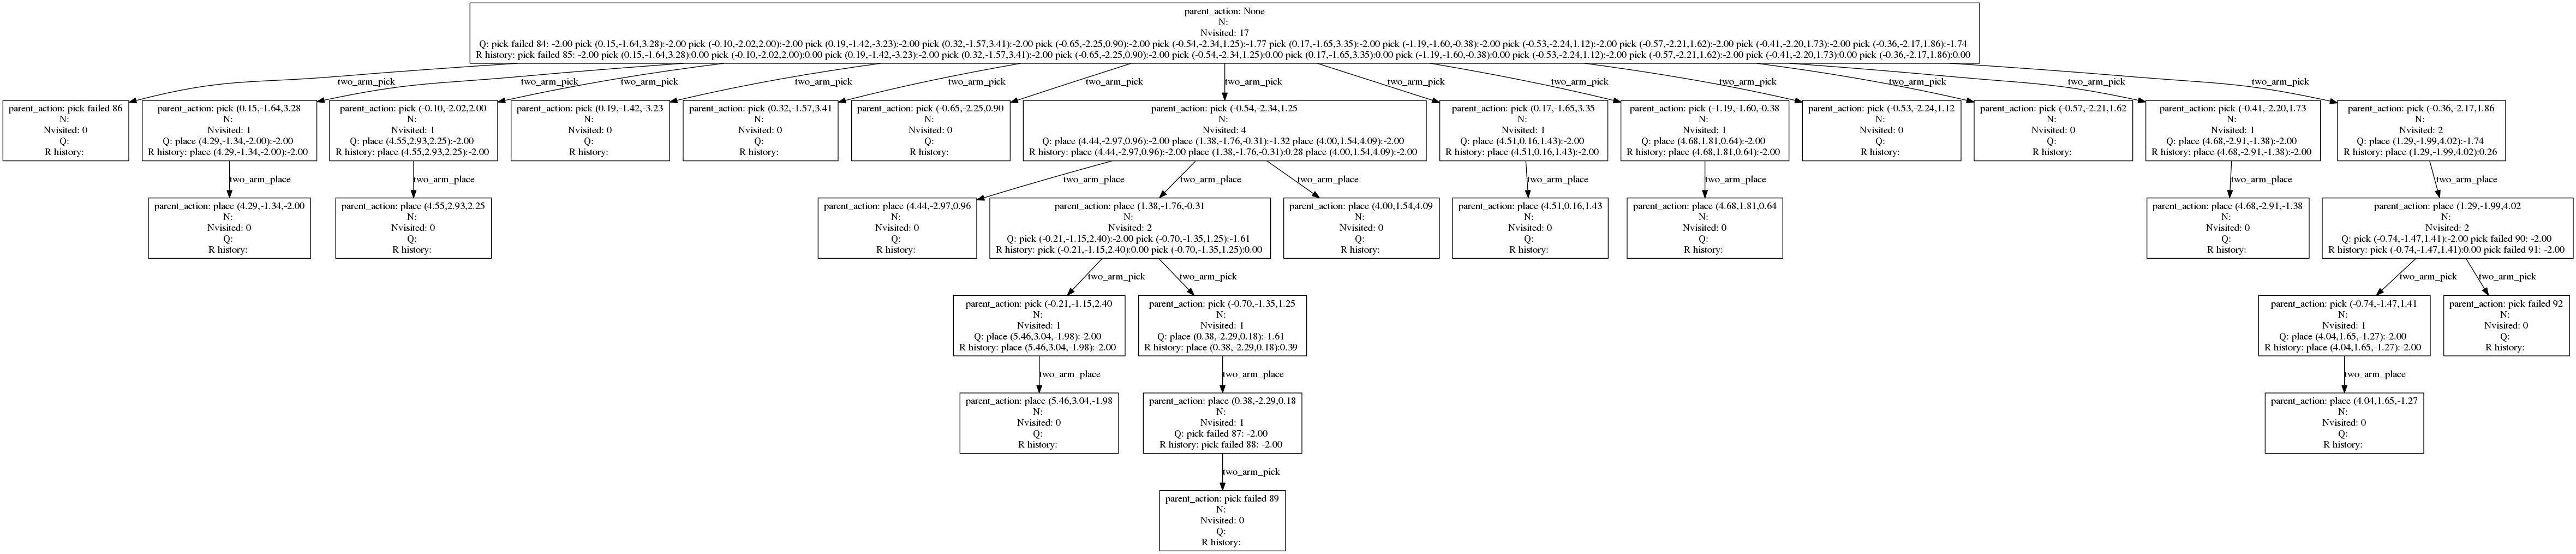 parent_action: None
N:
Nvisited: 17
Q: pick failed 84: -2.00 pick (0.15,-1.64,3.28):-2.00 pick (-0.10,-2.02,2.00):-2.00 pick (0.19,-1.42,-3.23):-2.00 pick (0.32,-1.57,3.41):-2.00 pick (-0.65,-2.25,0.90):-2.00 pick (-0.54,-2.34,1.25):-1.77 pick (0.17,-1.65,3.35):-2.00 pick (-1.19,-1.60,-0.38):-2.00 pick (-0.53,-2.24,1.12):-2.00 pick (-0.57,-2.21,1.62):-2.00 pick (-0.41,-2.20,1.73):-2.00 pick (-0.36,-2.17,1.86):-1.74
R history: pick failed 85: -2.00 pick (0.15,-1.64,3.28):0.00 pick (-0.10,-2.02,2.00):0.00 pick (0.19,-1.42,-3.23):-2.00 pick (0.32,-1.57,3.41):-2.00 pick (-0.65,-2.25,0.90):-2.00 pick (-0.54,-2.34,1.25):0.00 pick (0.17,-1.65,3.35):0.00 pick (-1.19,-1.60,-0.38):0.00 pick (-0.53,-2.24,1.12):-2.00 pick (-0.57,-2.21,1.62):-2.00 pick (-0.41,-2.20,1.73):0.00 pick (-0.36,-2.17,1.86):0.00
two_arm_pick
two_arm_pick
two_arm_pick
two_arm_pick
two_arm_pick
two_arm_pick
two_arm_pick
two_arm_pick
two_arm_pick
two_arm_pick
two_arm_pick
two_arm_pick
two_arm_pick
parent_action: pick failed 86
N:
Nvisited: 0
Q:
R history:
parent_action: pick (0.15,-1.64,3.28
N:
Nvisited: 1
Q: place (4.29,-1.34,-2.00):-2.00
R history: place (4.29,-1.34,-2.00):-2.00
parent_action: pick (-0.10,-2.02,2.00
N:
Nvisited: 1
Q: place (4.55,2.93,2.25):-2.00
R history: place (4.55,2.93,2.25):-2.00
parent_action: pick (0.19,-1.42,-3.23
N:
Nvisited: 0
Q:
R history:
parent_action: pick (0.32,-1.57,3.41
N:
Nvisited: 0
Q:
R history:
parent_action: pick (-0.65,-2.25,0.90
N:
Nvisited: 0
Q:
R history:
parent_action: pick (-0.54,-2.34,1.25
N:
Nvisited: 4
Q: place (4.44,-2.97,0.96):-2.00 place (1.38,-1.76,-0.31):-1.32 place (4.00,1.54,4.09):-2.00
R history: place (4.44,-2.97,0.96):-2.00 place (1.38,-1.76,-0.31):0.28 place (4.00,1.54,4.09):-2.00
parent_action: pick (0.17,-1.65,3.35
N:
Nvisited: 1
Q: place (4.51,0.16,1.43):-2.00
R history: place (4.51,0.16,1.43):-2.00
parent_action: pick (-1.19,-1.60,-0.38
N:
Nvisited: 1
Q: place (4.68,1.81,0.64):-2.00
R history: place (4.68,1.81,0.64):-2.00
parent_action: pick (-0.53,-2.24,1.12
N:
Nvisited: 0
Q:
R history:
parent_action: pick (-0.57,-2.21,1.62
N:
Nvisited: 0
Q:
R history:
parent_action: pick (-0.41,-2.20,1.73
N:
Nvisited: 1
Q: place (4.68,-2.91,-1.38):-2.00
R history: place (4.68,-2.91,-1.38):-2.00
parent_action: pick (-0.36,-2.17,1.86
N:
Nvisited: 2
Q: place (1.29,-1.99,4.02):-1.74
R history: place (1.29,-1.99,4.02):0.26
two_arm_place
two_arm_place
two_arm_place
two_arm_place
two_arm_place
two_arm_place
two_arm_place
two_arm_place
two_arm_place
parent_action: place (4.29,-1.34,-2.00
N:
Nvisited: 0
Q:
R history:
parent_action: place (4.55,2.93,2.25
N:
Nvisited: 0
Q:
R history:
parent_action: place (4.44,-2.97,0.96
N:
Nvisited: 0
Q:
R history:
parent_action: place (1.38,-1.76,-0.31
N:
Nvisited: 2
Q: pick (-0.21,-1.15,2.40):-2.00 pick (-0.70,-1.35,1.25):-1.61
R history: pick (-0.21,-1.15,2.40):0.00 pick (-0.70,-1.35,1.25):0.00
parent_action: place (4.00,1.54,4.09
N:
Nvisited: 0
Q:
R history:
parent_action: place (4.51,0.16,1.43
N:
Nvisited: 0
Q:
R history:
parent_action: place (4.68,1.81,0.64
N:
Nvisited: 0
Q:
R history:
parent_action: place (4.68,-2.91,-1.38
N:
Nvisited: 0
Q:
R history:
parent_action: place (1.29,-1.99,4.02
N:
Nvisited: 2
Q: pick (-0.74,-1.47,1.41):-2.00 pick failed 90: -2.00
R history: pick (-0.74,-1.47,1.41):0.00 pick failed 91: -2.00
two_arm_pick
two_arm_pick
two_arm_pick
two_arm_pick
parent_action: pick (-0.21,-1.15,2.40
N:
Nvisited: 1
Q: place (5.46,3.04,-1.98):-2.00
R history: place (5.46,3.04,-1.98):-2.00
parent_action: pick (-0.70,-1.35,1.25
N:
Nvisited: 1
Q: place (0.38,-2.29,0.18):-1.61
R history: place (0.38,-2.29,0.18):0.39
parent_action: pick (-0.74,-1.47,1.41
N:
Nvisited: 1
Q: place (4.04,1.65,-1.27):-2.00
R history: place (4.04,1.65,-1.27):-2.00
parent_action: pick failed 92
N:
Nvisited: 0
Q:
R history:
two_arm_place
two_arm_place
two_arm_place
parent_action: place (5.46,3.04,-1.98
N:
Nvisited: 0
Q:
R history:
parent_action: place (0.38,-2.29,0.18
N:
Nvisited: 1
Q: pick failed 87: -2.00
R history: pick failed 88: -2.00
parent_action: place (4.04,1.65,-1.27
N:
Nvisited: 0
Q:
R history:
two_arm_pick
parent_action: pick failed 89
N:
Nvisited: 0
Q:
R history: